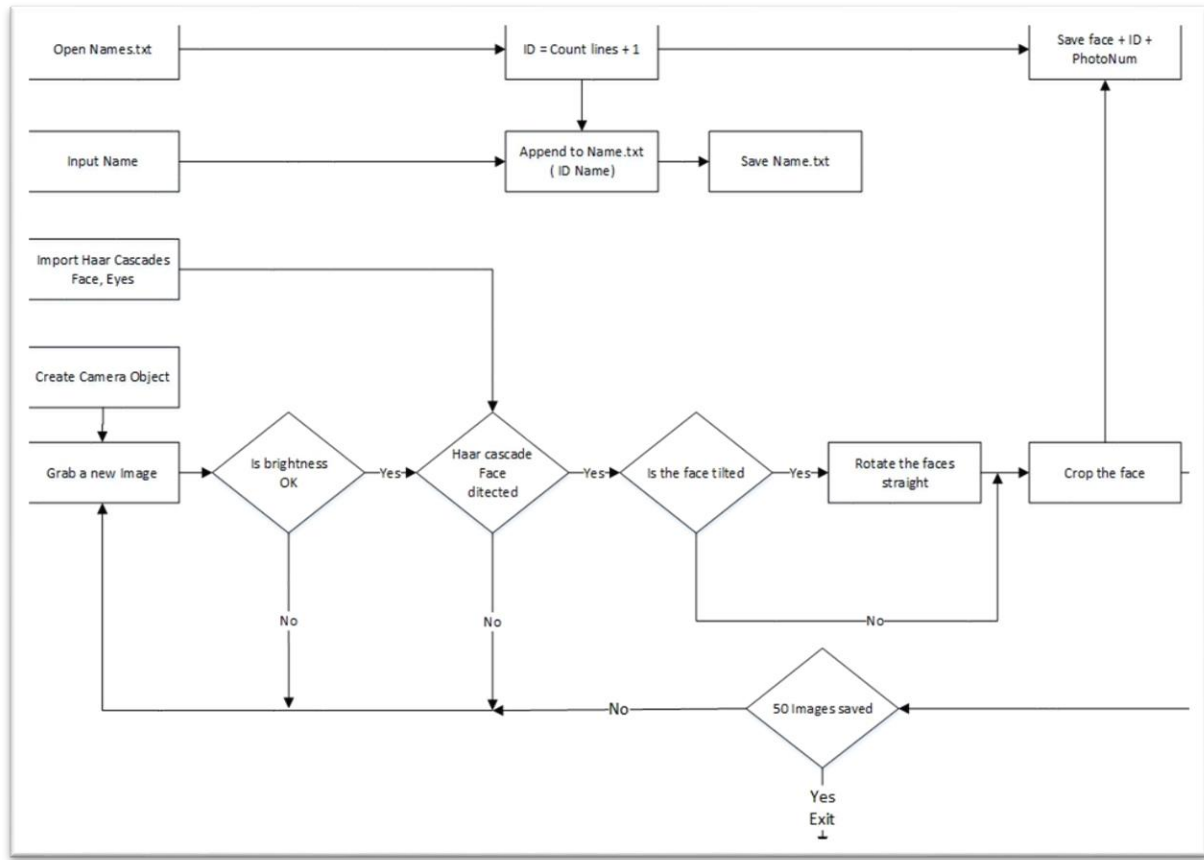 Open Names.txt
ID = Count lines + 1
Save face + ID +
PhotoNum
Input Name
Append to Name.txt
( ID Name)
Save Name.txt
Import Haar Cascades
Face, Eyes
Create Camera Object
Grab a new Image
Is brightness
OK
Yes
Haar cascade
Face
ditected
Yes
Is the face tilted
Yes
Rotate the faces
straight
Crop the face
No
No
No
50 Images saved
No
Yes
Exit